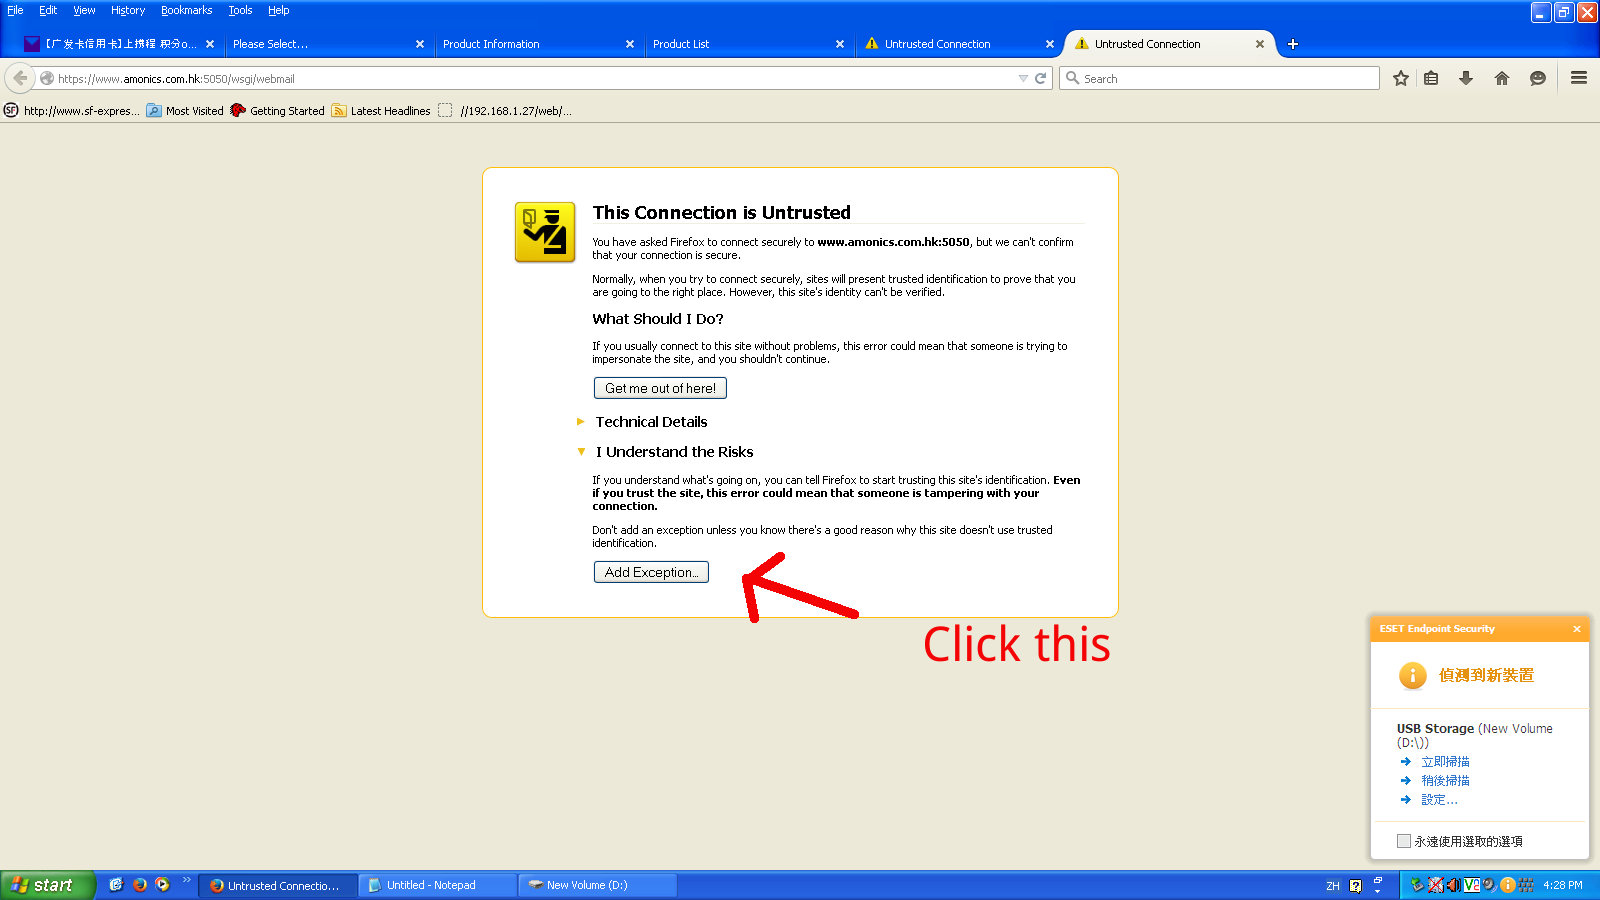 File Edit View History Bookmarks Tools Help
【广发卡信用卡】上携程 积分o...
Please Select...
Product Information
Product List
Untrusted Connection
Untrusted Connection
https://www.amonics.com.hk:5050/wsgi/webmail
Search
http://www.sf-expres...
Most Visited
Getting Started
Latest Headlines
//192.168.1.27/web/...
This Connection is Untrusted
You have asked Firefox to connect securely to www.amonics.com.hk:5050, but we can't confirm
that your connection is secure.
Normally, when you try to connect securely, sites will present trusted identification to prove that you
are going to the right place. However, this site's identity can't be verified.
What Should I Do?
If you usually connect to this site without problems, this error could mean that someone is trying to
impersonate the site, and you shouldn't continue.
Get me out of here!
Technical Details
I Understand the Risks
If you understand what's going on, you can tell Firefox to start trusting this site's identification. Even
if you trust the site, this error could mean that someone is tampering with your
connection.
Don't add an exception unless you know there's a good reason why this site doesn't use trusted
identification.
Add Exception...
Click this
ESET Endpoint Security
偵測到新裝置
USB Storage (New Volume
(D:\))
立即掃描
稍後掃描
設定...
永遠使用選取的選項
start
Untrusted Connectio...
Untitled - Notepad
New Volume (D:)
ZH
4:28 PM